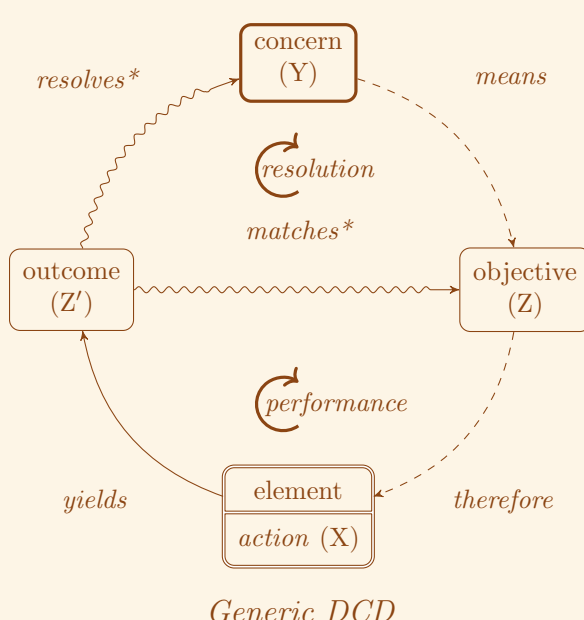 concern
(Y)
resolves*
means
resolution
matches*
outcome
(Z′)
objective
(Z)
performance
element
yields
therefore
action (X)
Generic DCD